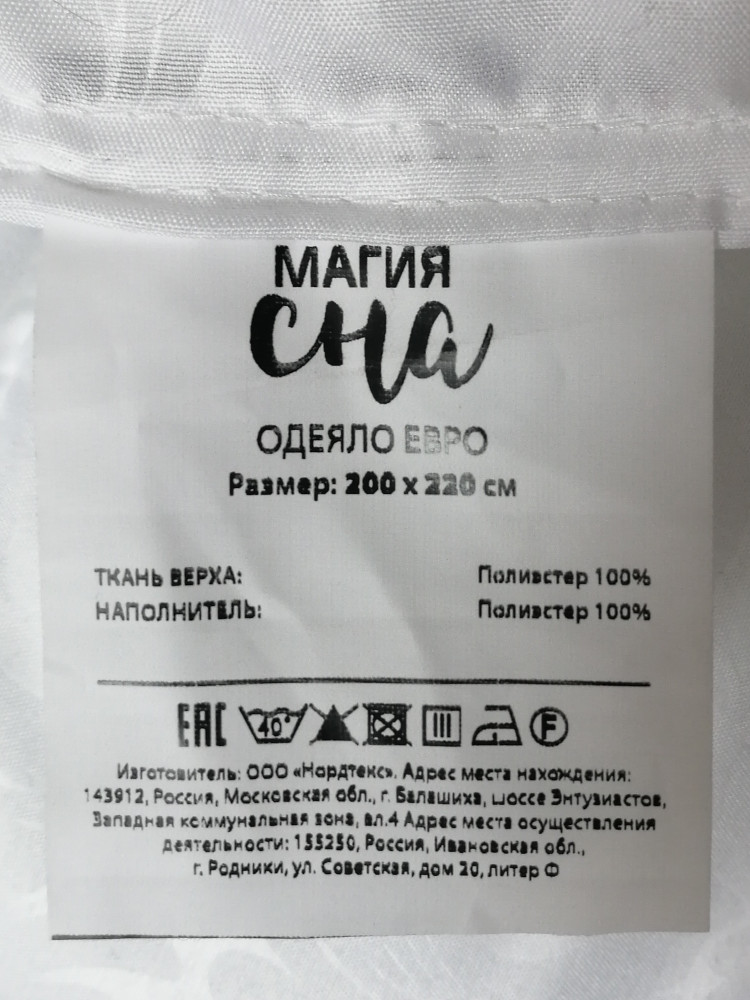 МАГИЯ
сна
ОДЕЯЛО ЕВРО
Размер: 200 х 220 см
ТКАНЬ ВЕРХА: Полиэстер 100%
НАПОЛНИТЕЛЬ: Полиэстер 100%
EAC 40° F
Изготовитель: ООО «Нордтекс». Адрес места нахождения:
143912, Россия, Московская обл., г. Балашиха, шоссе Энтузиастов,
Западная коммунальная зона, вл.4 Адрес места осуществления
деятельности: 155250, Россия, Ивановская обл.,
г. Родники, ул. Советская, дом 20, литер Ф